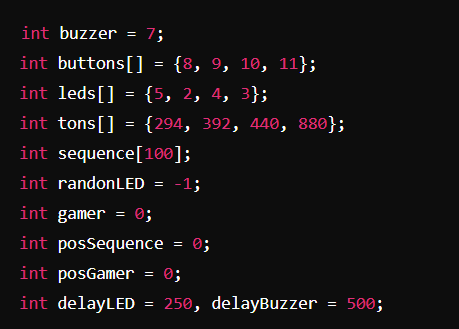 int buzzer = 7;
int buttons[] = {8, 9, 10, 11};
int leds[] = {5, 2, 4, 3};
int tons[] = {294, 392, 440, 880};
int sequence[100];
int randonLED = -1;
int gamer = 0;
int posSequence = 0;
int posGamer = 0;
int delayLED = 250, delayBuzzer = 500;